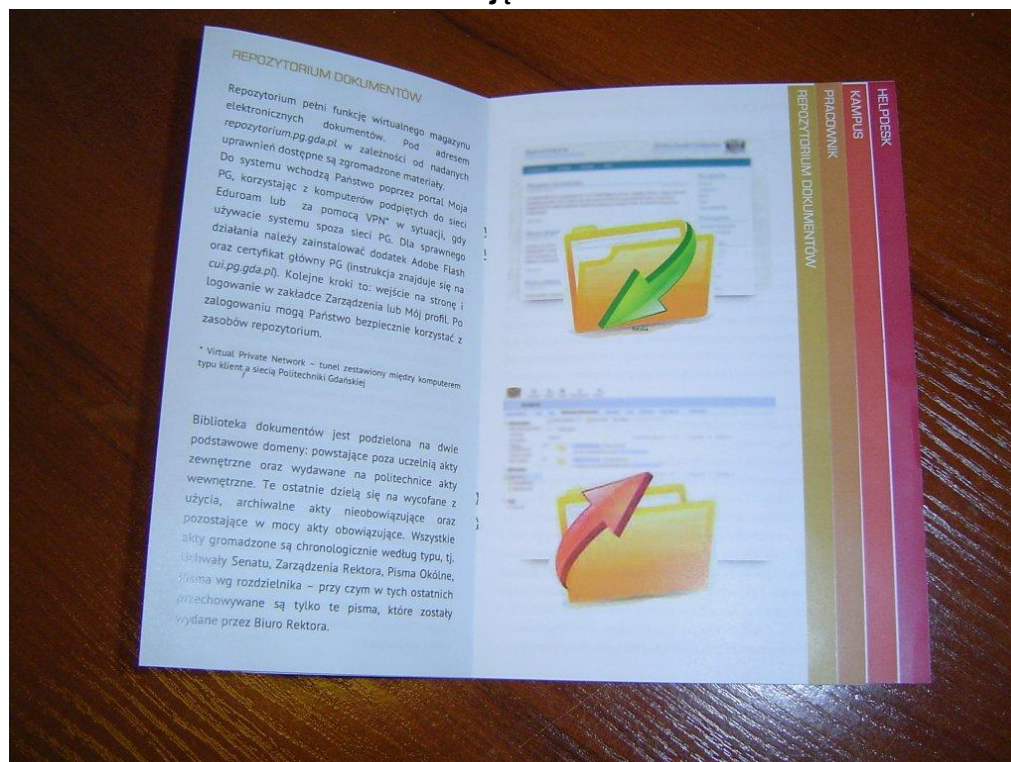 ją
REPOZYTORIUM DOKUMENTÓW
Repozytorium pełni funkcję wirtualnego magazynu
elektronicznych dokumentów. Pod adresem
repozytorium.pg.gda.pl w zależności od nadanych
uprawnień dostępne są zgromadzone materiały.
Do systemu wchodzą Państwo poprzez portal Moja
PG, korzystając z komputerów podpiętych do sieci
Eduroam lub za pomocą VPN* w sytuacji, gdy
używacie systemu spoza sieci PG. Dla sprawnego
działania należy zainstalować dodatek Adobe Flash
oraz certyfikat główny PG (instrukcja znajduje się na
cui.pg.gda.pl). Kolejne kroki to: wejście na stronę i
logowanie w zakładce Zarządzenia lub Mój profil. Po
zalogowaniu mogą Państwo bezpiecznie korzystać z
zasobów repozytorium.
* Virtual Private Network – tunel zestawiony między komputerem
typu klient a siecią Politechniki Gdańskiej
Biblioteka dokumentów jest podzielona na dwie
podstawowe domeny: powstające poza uczelnią akty
zewnętrzne oraz wydawane na politechnice akty
wewnętrzne. Te ostatnie dzielą się na wycofane z
użycia, archiwalne akty nieobowiązujące oraz
pozostające w mocy akty obowiązujące. Wszystkie
akty gromadzone są chronologicznie według typu, tj.
Uchwały Senatu, Zarządzenia Rektora, Pisma Okólne,
Pisma wg rozdzielnika – przy czym w tych ostatnich
przechowywane są tylko te pisma, które zostały
wydane przez Biuro Rektora.
REPOZYTORIUM DOKUMENTÓW
PRACOWNIK
KAMPUS
HELPDESK